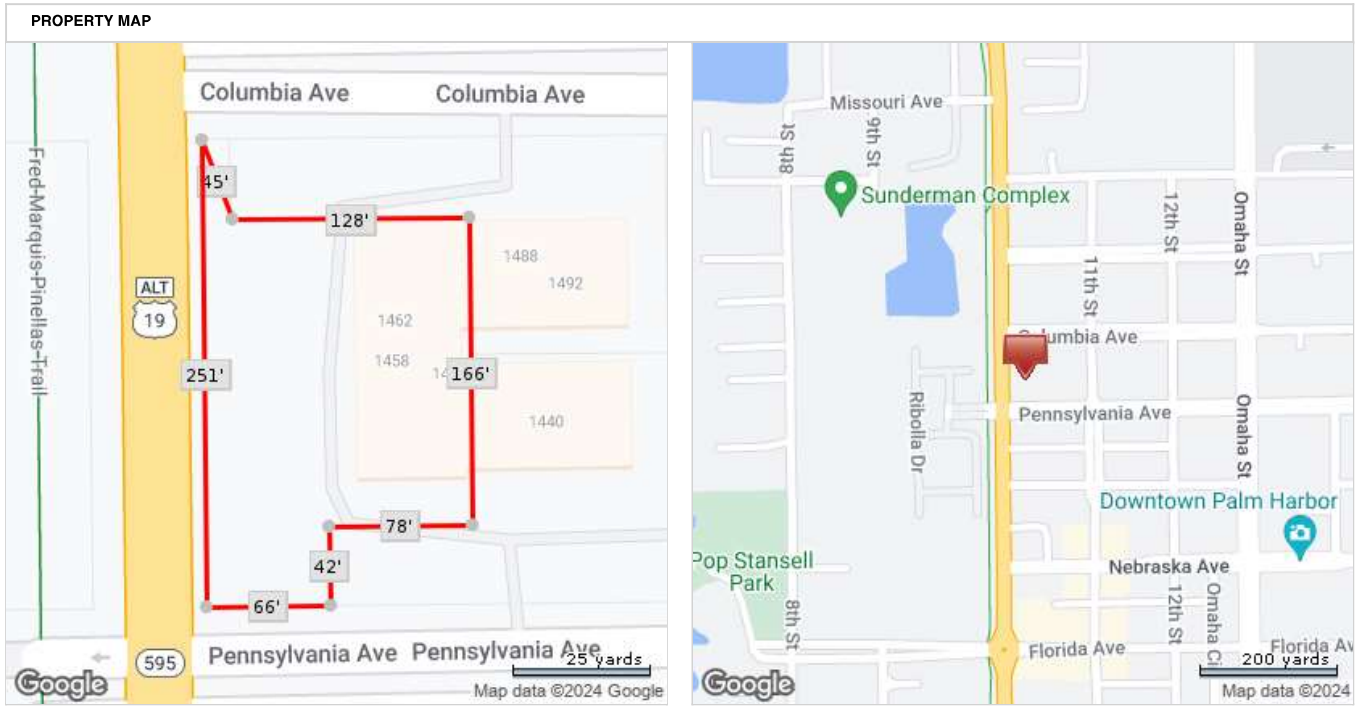 PROPERTY MAP
Columbia Ave
Columbia Ave
45'
128'
Fred-Marquis-Pinellas-Trail
1488
1492
ALT
19
1462
1458
251'
166'
1440
78'
42'
66'
Pennsylvania Ave
Pennsylvania Ave
595
25 yards
Google
Map data ©2024 Google
Missouri Ave
8th St
9th St
Sunderman Complex
12th St
Omaha St
11th St
umbia Ave
Ribolla Dr
Pennsylvania Ave
Omaha St
Downtown Palm Harbor
Pop Stansell
Park
Nebraska Ave
8th St
12th St
Omaha Ci
Florida Ave
Florida Av
200 yards
Google
Map data ©2024